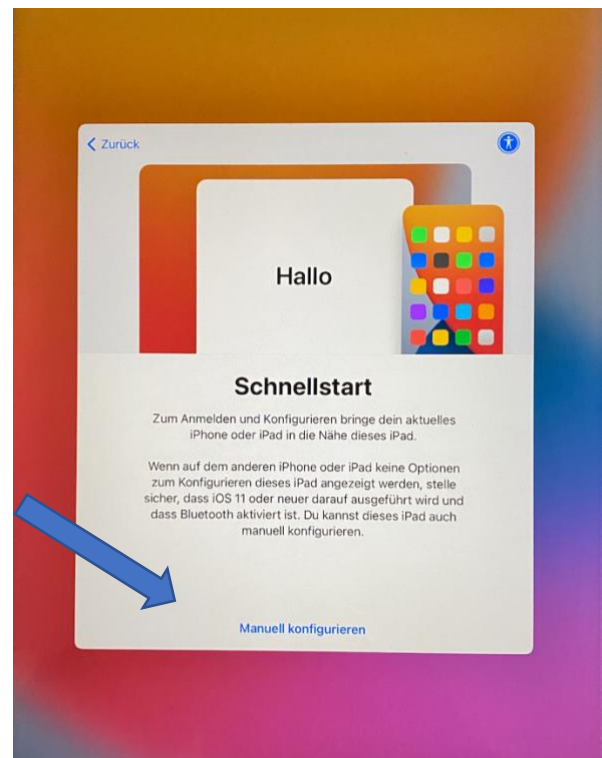 Zurück
Hallo
Schnellstart
Zum Anmelden und Konfigurieren bringe dein aktuelles
iPhone oder iPad in die Nähe dieses iPad.
Wenn auf dem anderen iPhone oder iPad keine Optionen
zum Konfigurieren dieses iPad angezeigt werden, stelle
sicher, dass iOS 11 oder neuer darauf ausgeführt wird und
dass Bluetooth aktiviert ist. Du kannst dieses iPad auch
manuell konfigurieren.
Manuell konfigurieren